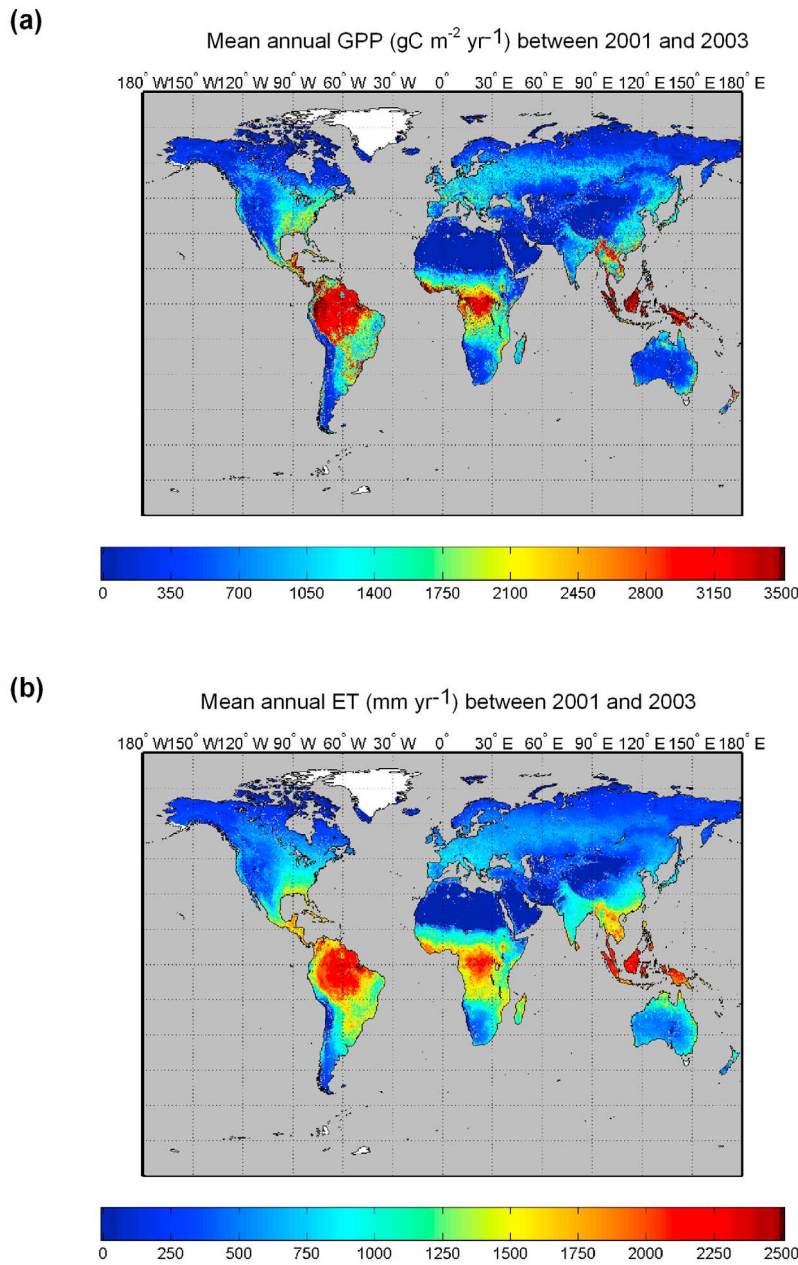 (a)
Mean annual GPP (gC m-2 yr-1) between 2001 and 2003
180° W150° W120° W 90° W 60° W 30° W 0° E 30° E 60° E 90° E 120° E 150° E 180° E
0 350 700 1050 1400 1750 2100 2450 2800 3150 3500
(b)
Mean annual ET (mm yr-1) between 2001 and 2003
180° W150° W120° W 90° W 60° W 30° W 0° E 30° E 60° E 90° E 120° E 150° E 180° E
0 250 500 750 1000 1250 1500 1750 2000 2250 2500